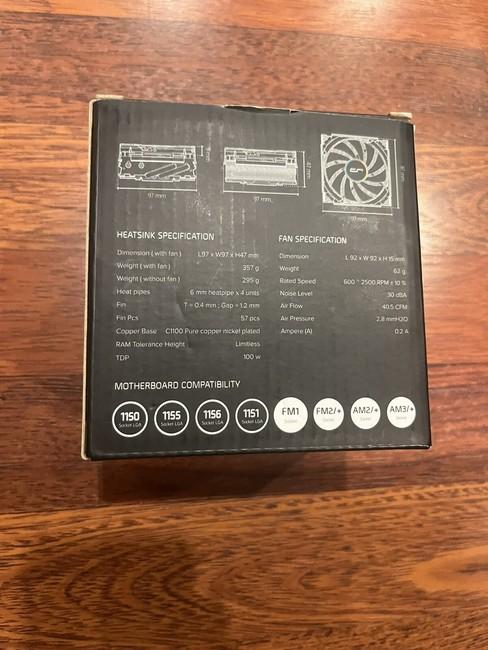 97 mm
97 mm
47 mm
97 mm
HEATSINK SPECIFICATION
Dimension ( with fan ) L97 x W97 x H47 mm
Weight ( with fan ) 357 g
Weight ( without fan ) 295 g
Heat pipes 6 mm heatpipe x 4 units
Fin T = 0.4 mm ; Gap = 1.2 mm
Fin Pcs 57 pcs
Copper Base C1100 Pure copper nickel plated
RAM Tolerance Height Limitless
TDP 100 w
FAN SPECIFICATION
Dimension L 92 x W 92 x H 15 mm
Weight 62 g
Rated Speed 600 ~ 2500 RPM ± 10 %
Noise Level 30 dBA
Air Flow 40.5 CFM
Air Pressure 2.8 mmH2O
Ampere (A) 0.2 A
MOTHERBOARD COMPATIBILITY
1150 Socket LGA
1155 Socket LGA
1156 Socket LGA
1151 Socket LGA
FM1 Socket
FM2/+ Socket
AM2/+ Socket
AM3/+ Socket